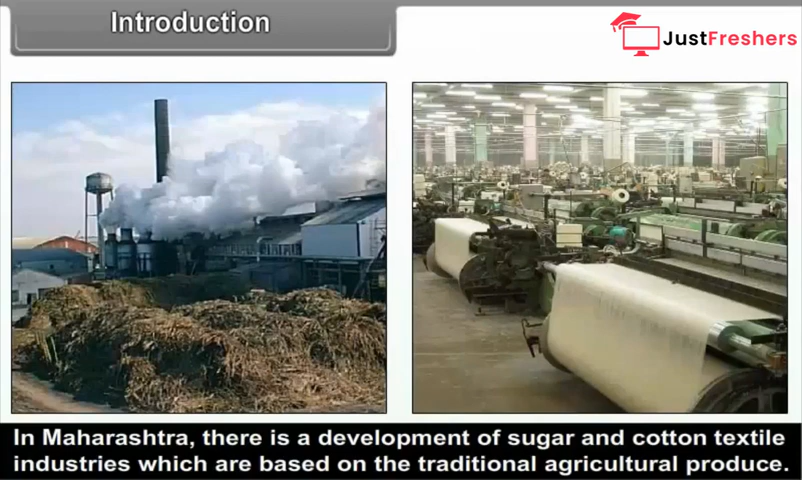 Introduction
JustFreshers
In Maharashtra, there is a development of sugar and cotton textile
industries which are based on the traditional agricultural produce.